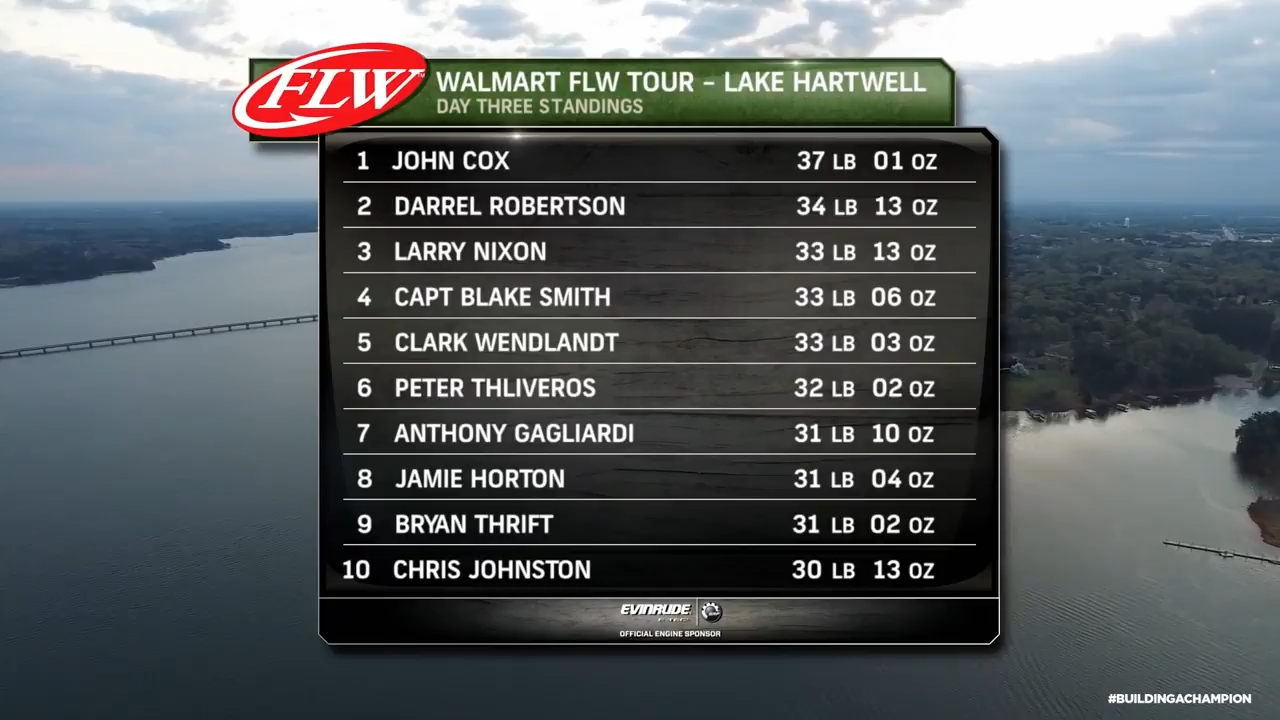 FLW
WALMART FLW TOUR - LAKE HARTWELL
DAY THREE STANDINGS
1 JOHN COX 37 LB 01 OZ
2 DARREL ROBERTSON 34 LB 13 OZ
3 LARRY NIXON 33 LB 13 OZ
4 CAPT BLAKE SMITH 33 LB 06 OZ
5 CLARK WENDLANDT 33 LB 03 OZ
6 PETER THLIVEROS 32 LB 02 OZ
7 ANTHONY GAGLIARDI 31 LB 10 OZ
8 JAMIE HORTON 31 LB 04 OZ
9 BRYAN THRIFT 31 LB 02 OZ
10 CHRIS JOHNSTON 30 LB 13 OZ
EVINRUDE
OFFICIAL ENGINE SPONSOR
#BUILDINGACHAMPION